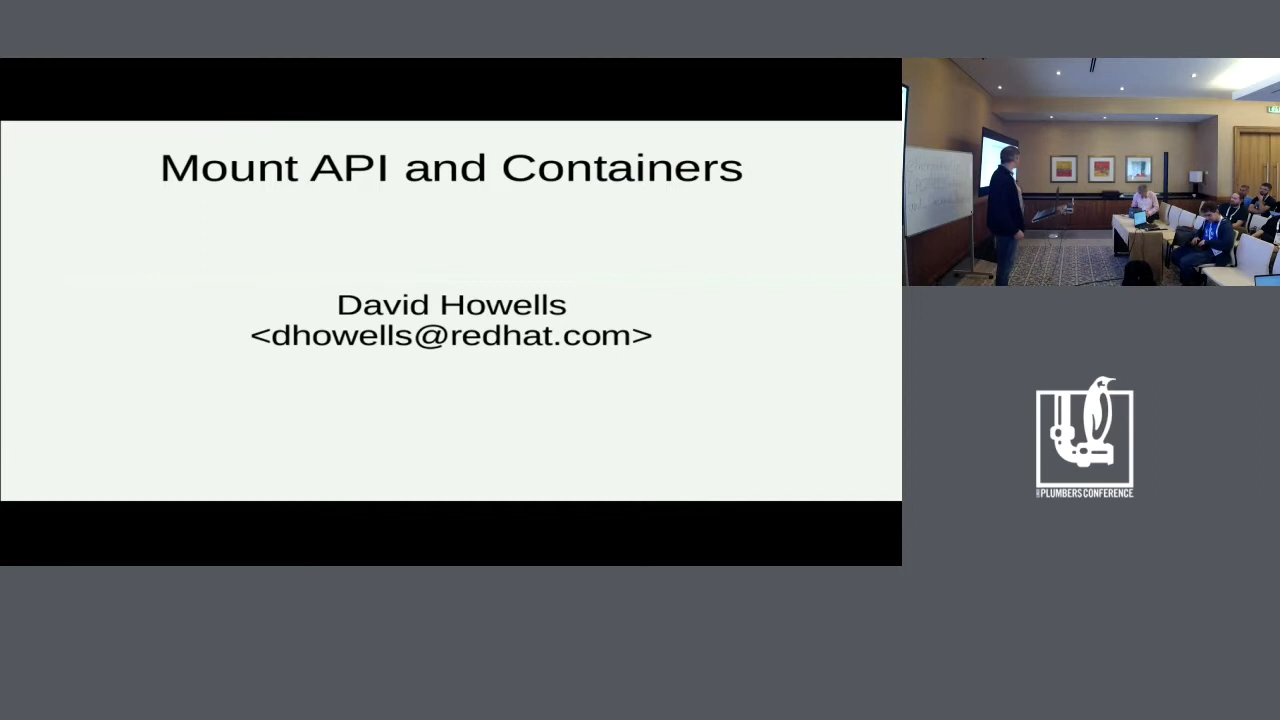 Mount API and Containers
David Howells
<dhowells@redhat.com>
PLUMBERS CONFERENCE